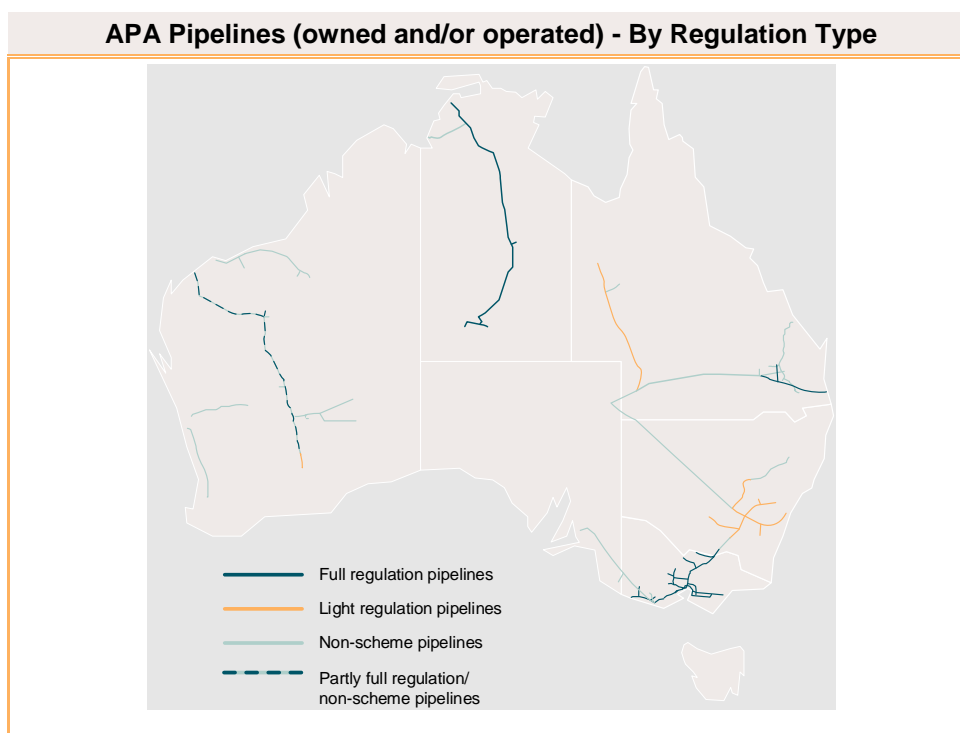 APA Pipelines (owned and/or operated) - By Regulation Type
Full regulation pipelines
Light regulation pipelines
Non-scheme pipelines
Partly full regulation/
non-scheme pipelines